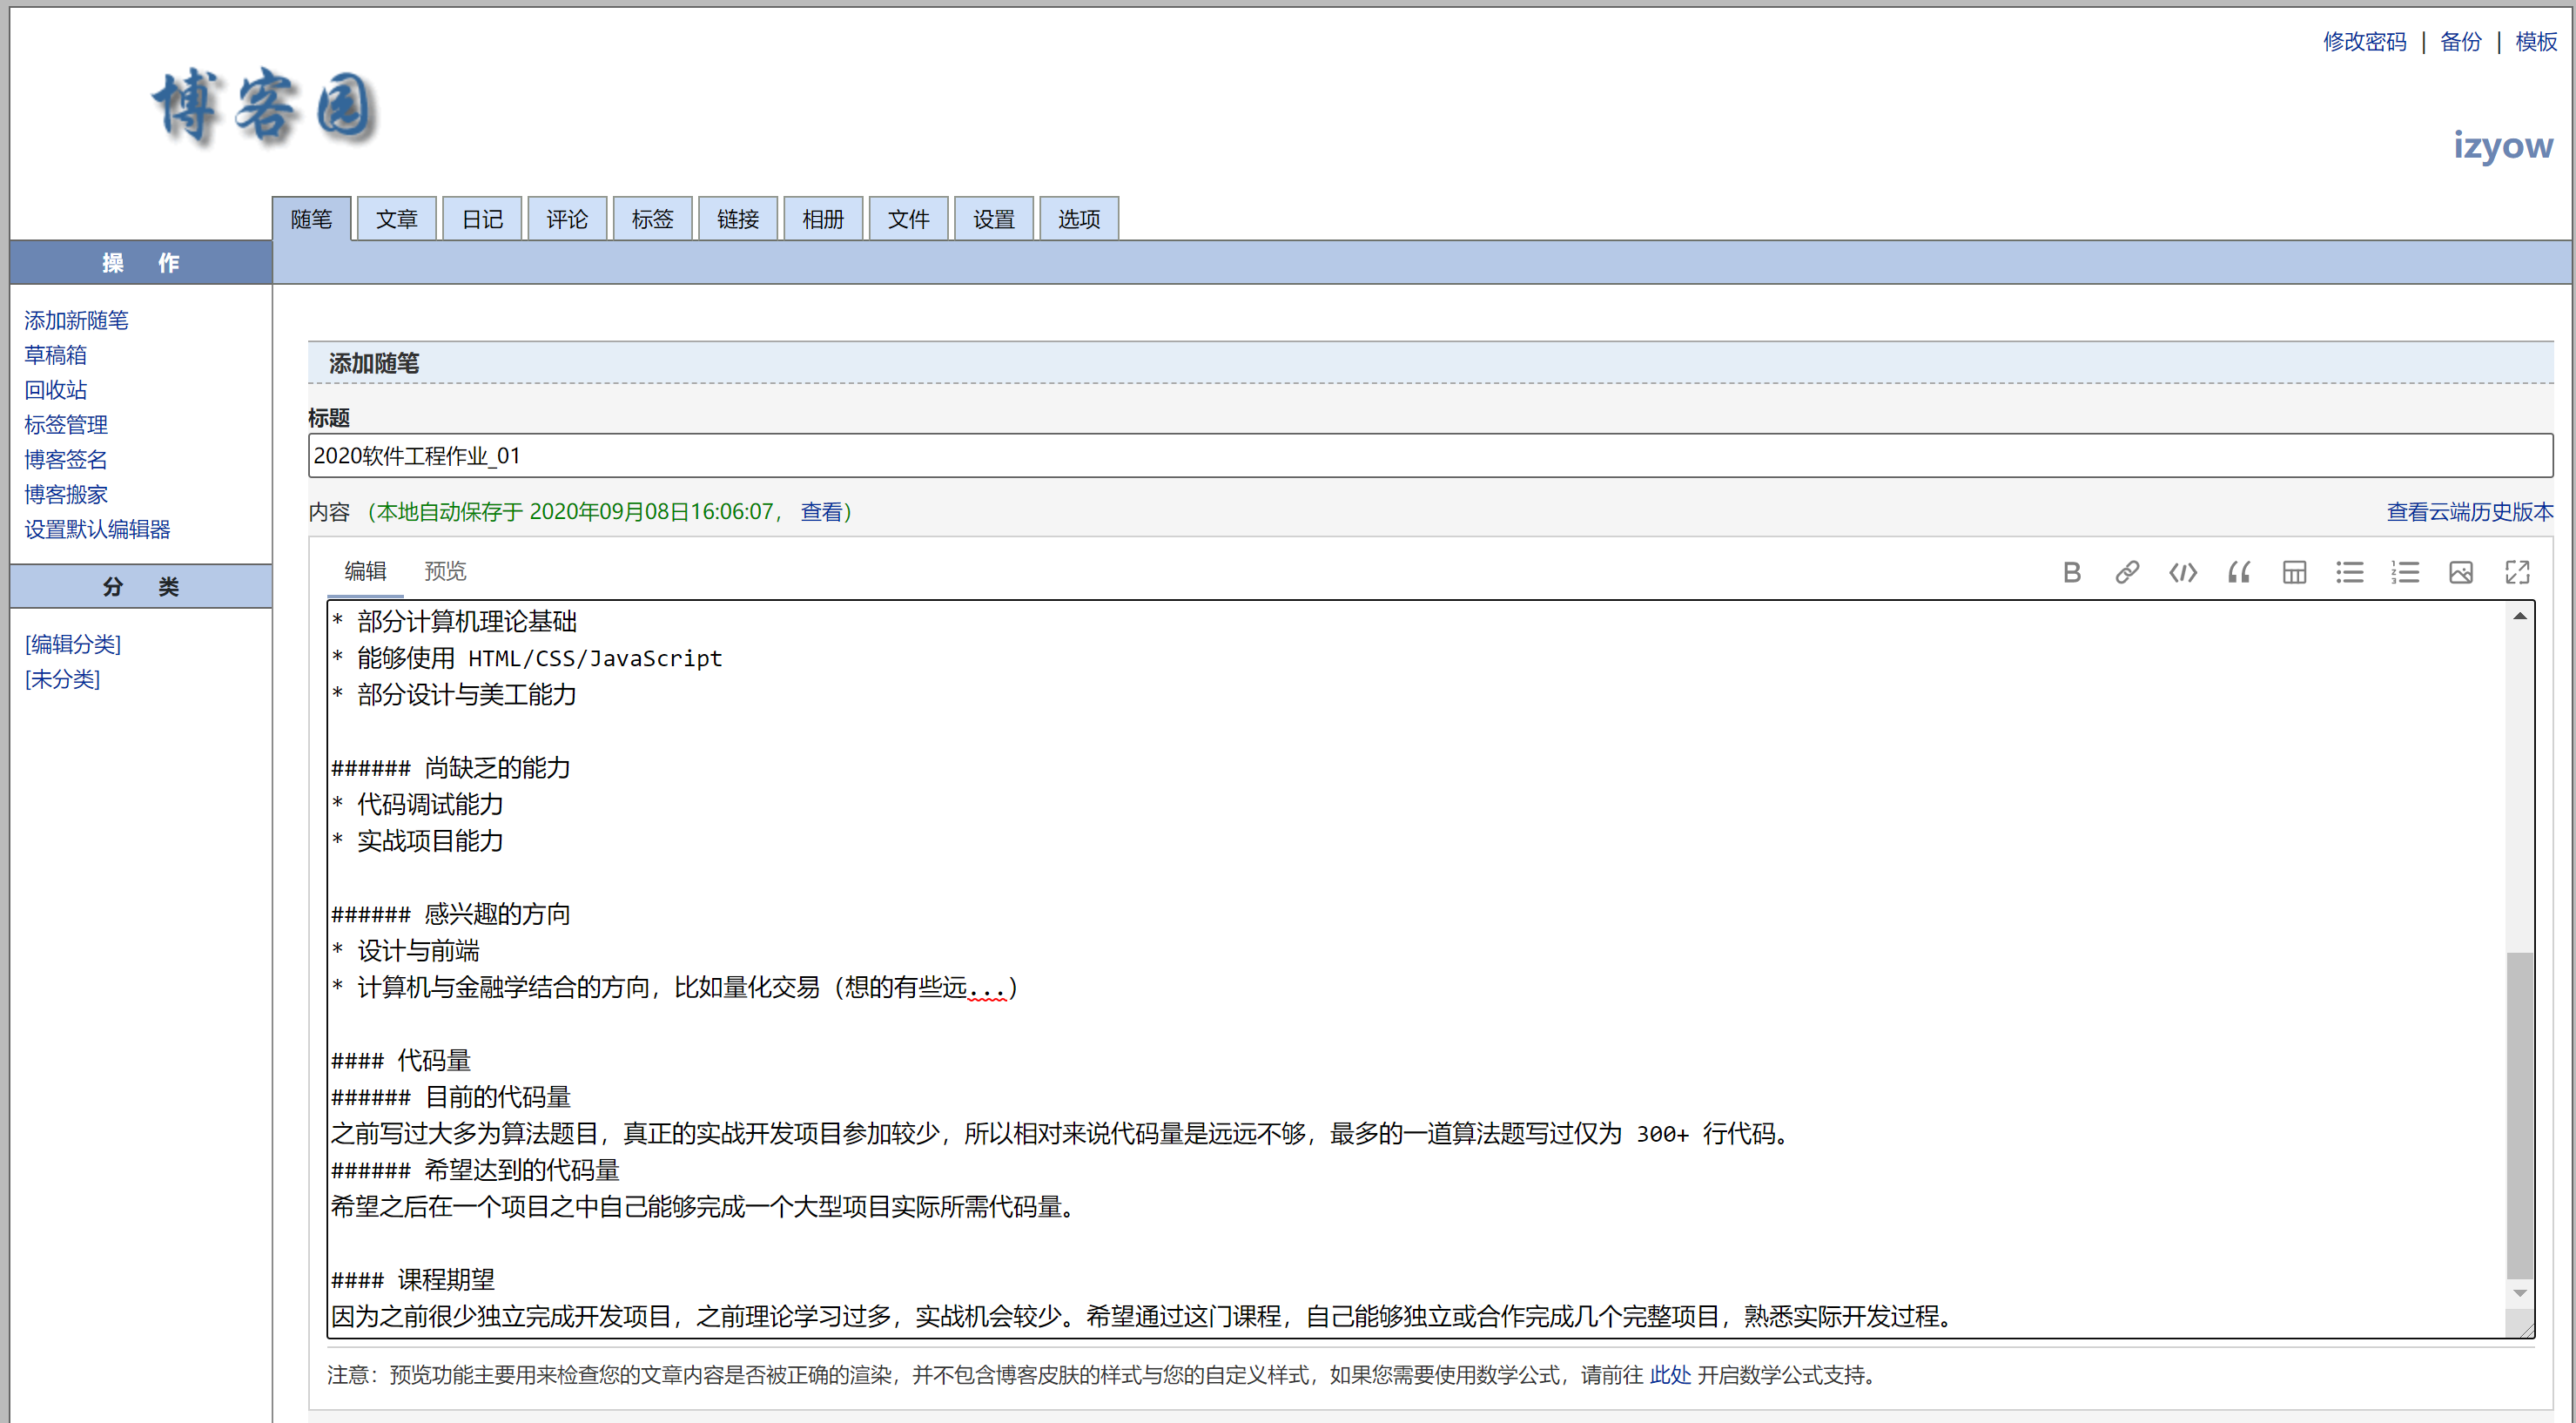 修改密码 | 备份 | 模板
博客园
izyow
随笔 文章 日记 评论 标签 链接 相册 文件 设置 选项
操 作
添加新随笔
草稿箱
回收站
标签管理
博客签名
博客搬家
设置默认编辑器
分 类
[编辑分类]
[未分类]
添加随笔
标题
2020软件工程作业_01
内容 （本地自动保存于 2020年09月08日16:06:07， 查看） 查看云端历史版本
编辑 预览
* 部分计算机理论基础
* 能够使用 HTML/CSS/JavaScript
* 部分设计与美工能力
###### 尚缺乏的能力
* 代码调试能力
* 实战项目能力
###### 感兴趣的方向
* 设计与前端
* 计算机与金融学结合的方向，比如量化交易（想的有些远...）
#### 代码量
###### 目前的代码量
之前写过大多为算法题目，真正的实战开发项目参加较少，所以相对来说代码量是远远不够，最多的一道算法题写过仅为 300+ 行代码。
###### 希望达到的代码量
希望之后在一个项目之中自己能够完成一个大型项目实际所需代码量。
#### 课程期望
因为之前很少独立完成开发项目，之前理论学习过多，实战机会较少。希望通过这门课程，自己能够独立或合作完成几个完整项目，熟悉实际开发过程。
注意：预览功能主要用来检查您的文章内容是否被正确的渲染，并不包含博客皮肤的样式与您的自定义样式，如果您需要使用数学公式，请前往 此处 开启数学公式支持。